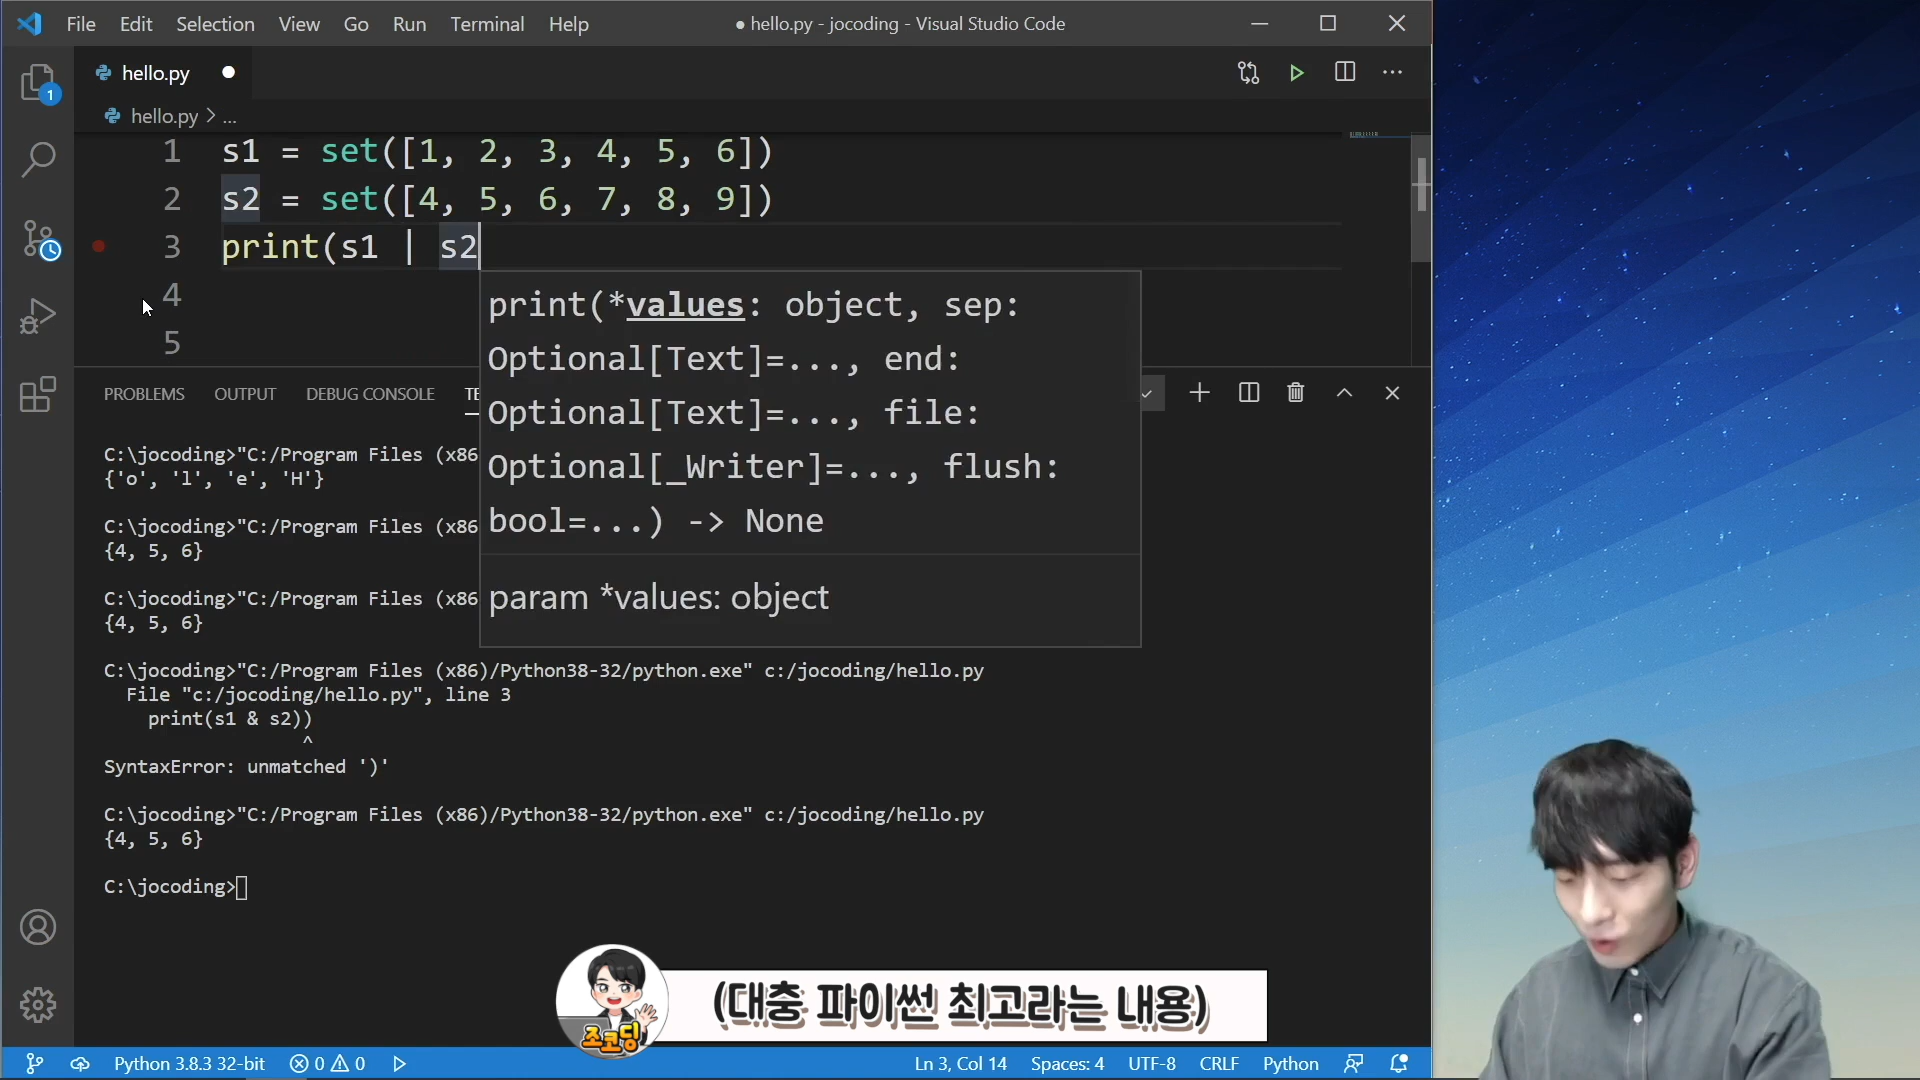 File Edit Selection View Go Run Terminal Help
● hello.py - jocoding - Visual Studio Code
hello.py
1
hello.py > ...
1 s1 = set([1, 2, 3, 4, 5, 6])
2 s2 = set([4, 5, 6, 7, 8, 9])
3 print(s1 | s2
4
5
print(*values: object, sep:
Optional[Text]=..., end:
Optional[Text]=..., file:
Optional[_Writer]=..., flush:
bool=...) -> None
param *values: object
PROBLEMS OUTPUT DEBUG CONSOLE TE
C:\jocoding>"C:/Program Files (x86
{'o', 'l', 'e', 'H'}
C:\jocoding>"C:/Program Files (x86
{4, 5, 6}
C:\jocoding>"C:/Program Files (x86
{4, 5, 6}
C:\jocoding>"C:/Program Files (x86)/Python38-32/python.exe" c:/jocoding/hello.py
File "c:/jocoding/hello.py", line 3
print(s1 & s2))
^
SyntaxError: unmatched ')'
C:\jocoding>"C:/Program Files (x86)/Python38-32/python.exe" c:/jocoding/hello.py
{4, 5, 6}
C:\jocoding>
조코딩
(대충 파이썬 최고라는 내용)
Python 3.8.3 32-bit 0 0 Ln 3, Col 14 Spaces: 4 UTF-8 CRLF Python